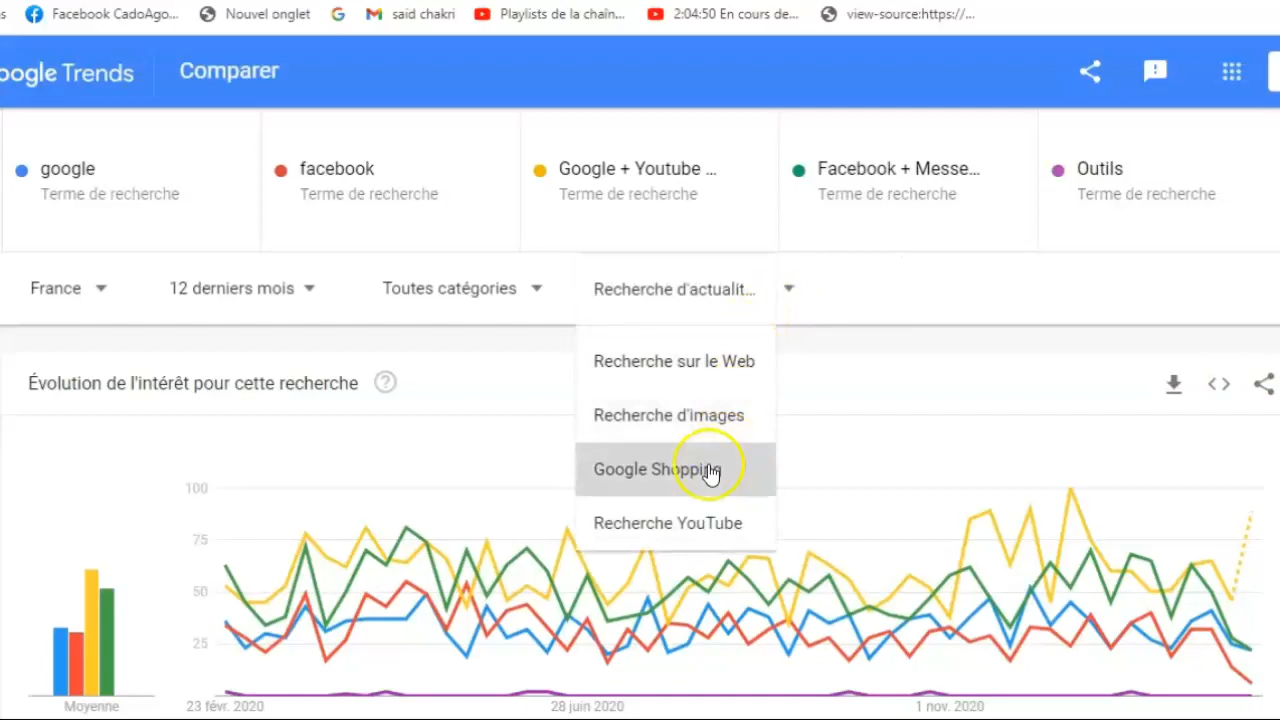 Facebook CadoAgo...
Nouvel onglet
said chakri
Playlists de la chaîn...
2:04:50 En cours de...
view-source:https://...
oogle Trends
Comparer
google
Terme de recherche
facebook
Terme de recherche
Google + Youtube ...
Terme de recherche
Facebook + Messe...
Terme de recherche
Outils
Terme de recherche
France
12 derniers mois
Toutes catégories
Recherche d'actualit...
Recherche sur le Web
Recherche d'images
Google Shopping
Recherche YouTube
Évolution de l'intérêt pour cette recherche
100
75
50
25
Moyenne
23 févr. 2020
28 juin 2020
1 nov. 2020